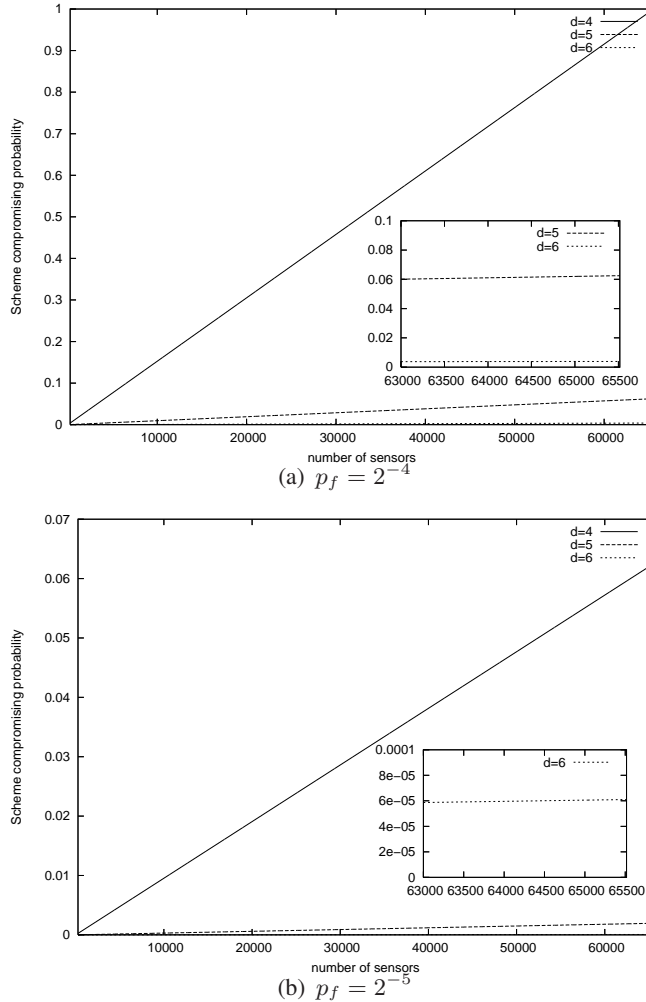 1
0.9
0.8
0.7
0.6
0.5
0.4
0.3
0.2
0.1
0
Scheme compromising probability
d=4
d=5
d=6
0.1
0.08
0.06
0.04
0.02
0
d=5
d=6
63000 63500 64000 64500 65000 65500
10000 20000 30000 40000 50000 60000
number of sensors
(a) p_f = 2^{-4}
0.07
0.06
0.05
0.04
0.03
0.02
0.01
0
Scheme compromising probability
d=4
d=5
d=6
0.0001
8e-05
6e-05
4e-05
2e-05
0
d=6
63000 63500 64000 64500 65000 65500
10000 20000 30000 40000 50000 60000
number of sensors
(b) p_f = 2^{-5}